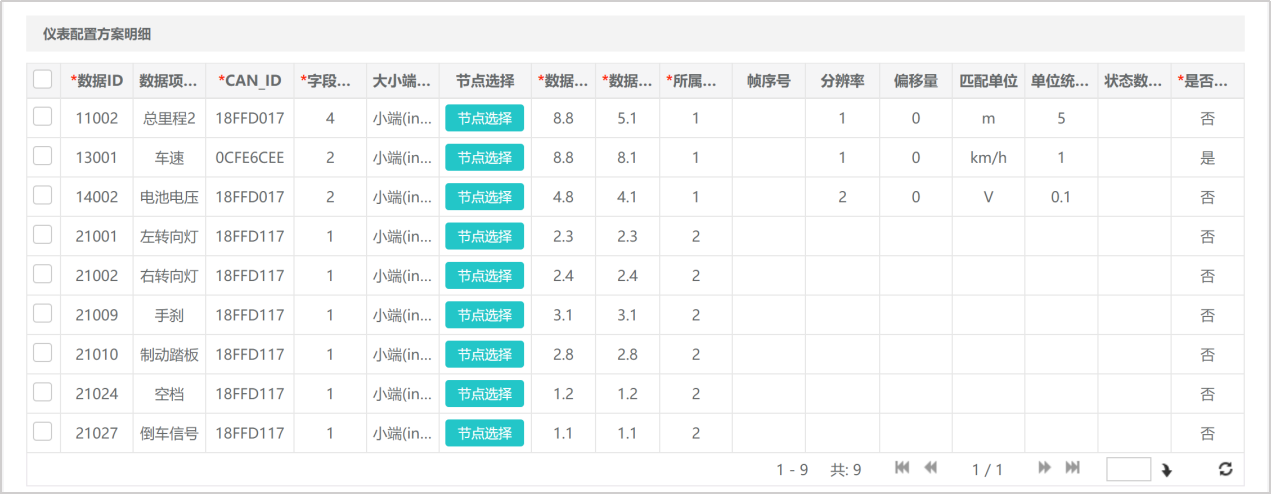 仪表配置方案明细
*数据ID 数据项... *CAN_ID *字段... 大小端... 节点选择 *数据... *数据... *所属... 帧序号 分辨率 偏移量 匹配单位 单位统... 状态数... *是否...
11002 总里程2 18FFD017 4 小端(in... 节点选择 8.8 5.1 1 1 0 m 5 否
13001 车速 0CFE6CEE 2 小端(in... 节点选择 8.8 8.1 1 1 0 km/h 1 是
14002 电池电压 18FFD017 2 小端(in... 节点选择 4.8 4.1 1 2 0 V 0.1 否
21001 左转向灯 18FFD117 1 小端(in... 节点选择 2.3 2.3 2 否
21002 右转向灯 18FFD117 1 小端(in... 节点选择 2.4 2.4 2 否
21009 手刹 18FFD117 1 小端(in... 节点选择 3.1 3.1 2 否
21010 制动踏板 18FFD117 1 小端(in... 节点选择 2.8 2.8 2 否
21024 空档 18FFD117 1 小端(in... 节点选择 1.2 1.2 2 否
21027 倒车信号 18FFD117 1 小端(in... 节点选择 1.1 1.1 2 否
1 - 9 共: 9 1 / 1